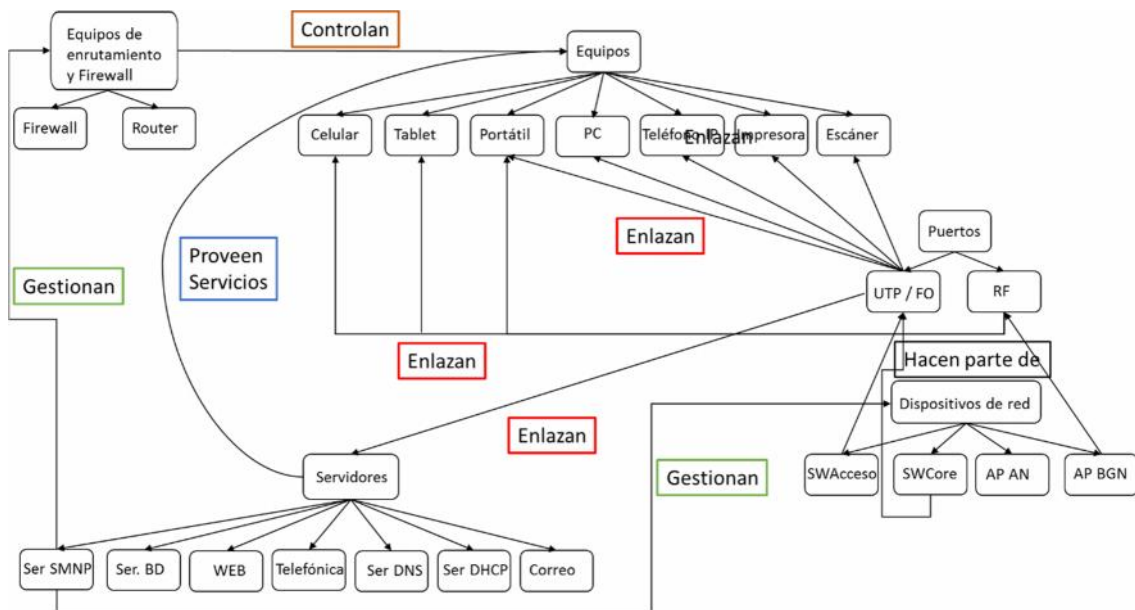 Controlan
Equipos de
enrutamiento
y Firewall
Equipos
Firewall
Router
Celular
Tablet
Portátil
PC
Teléfono IP
Enlazan
Impresora
Escáner
Puertos
Enlazan
Proveen
Servicios
Gestionan
UTP / FO
RF
Enlazan
Hacen parte de
Dispositivos de red
Enlazan
Servidores
Gestionan
SWAcceso
SWCore
AP AN
AP BGN
Ser SMNP
Ser. BD
WEB
Telefónica
Ser DNS
Ser DHCP
Correo